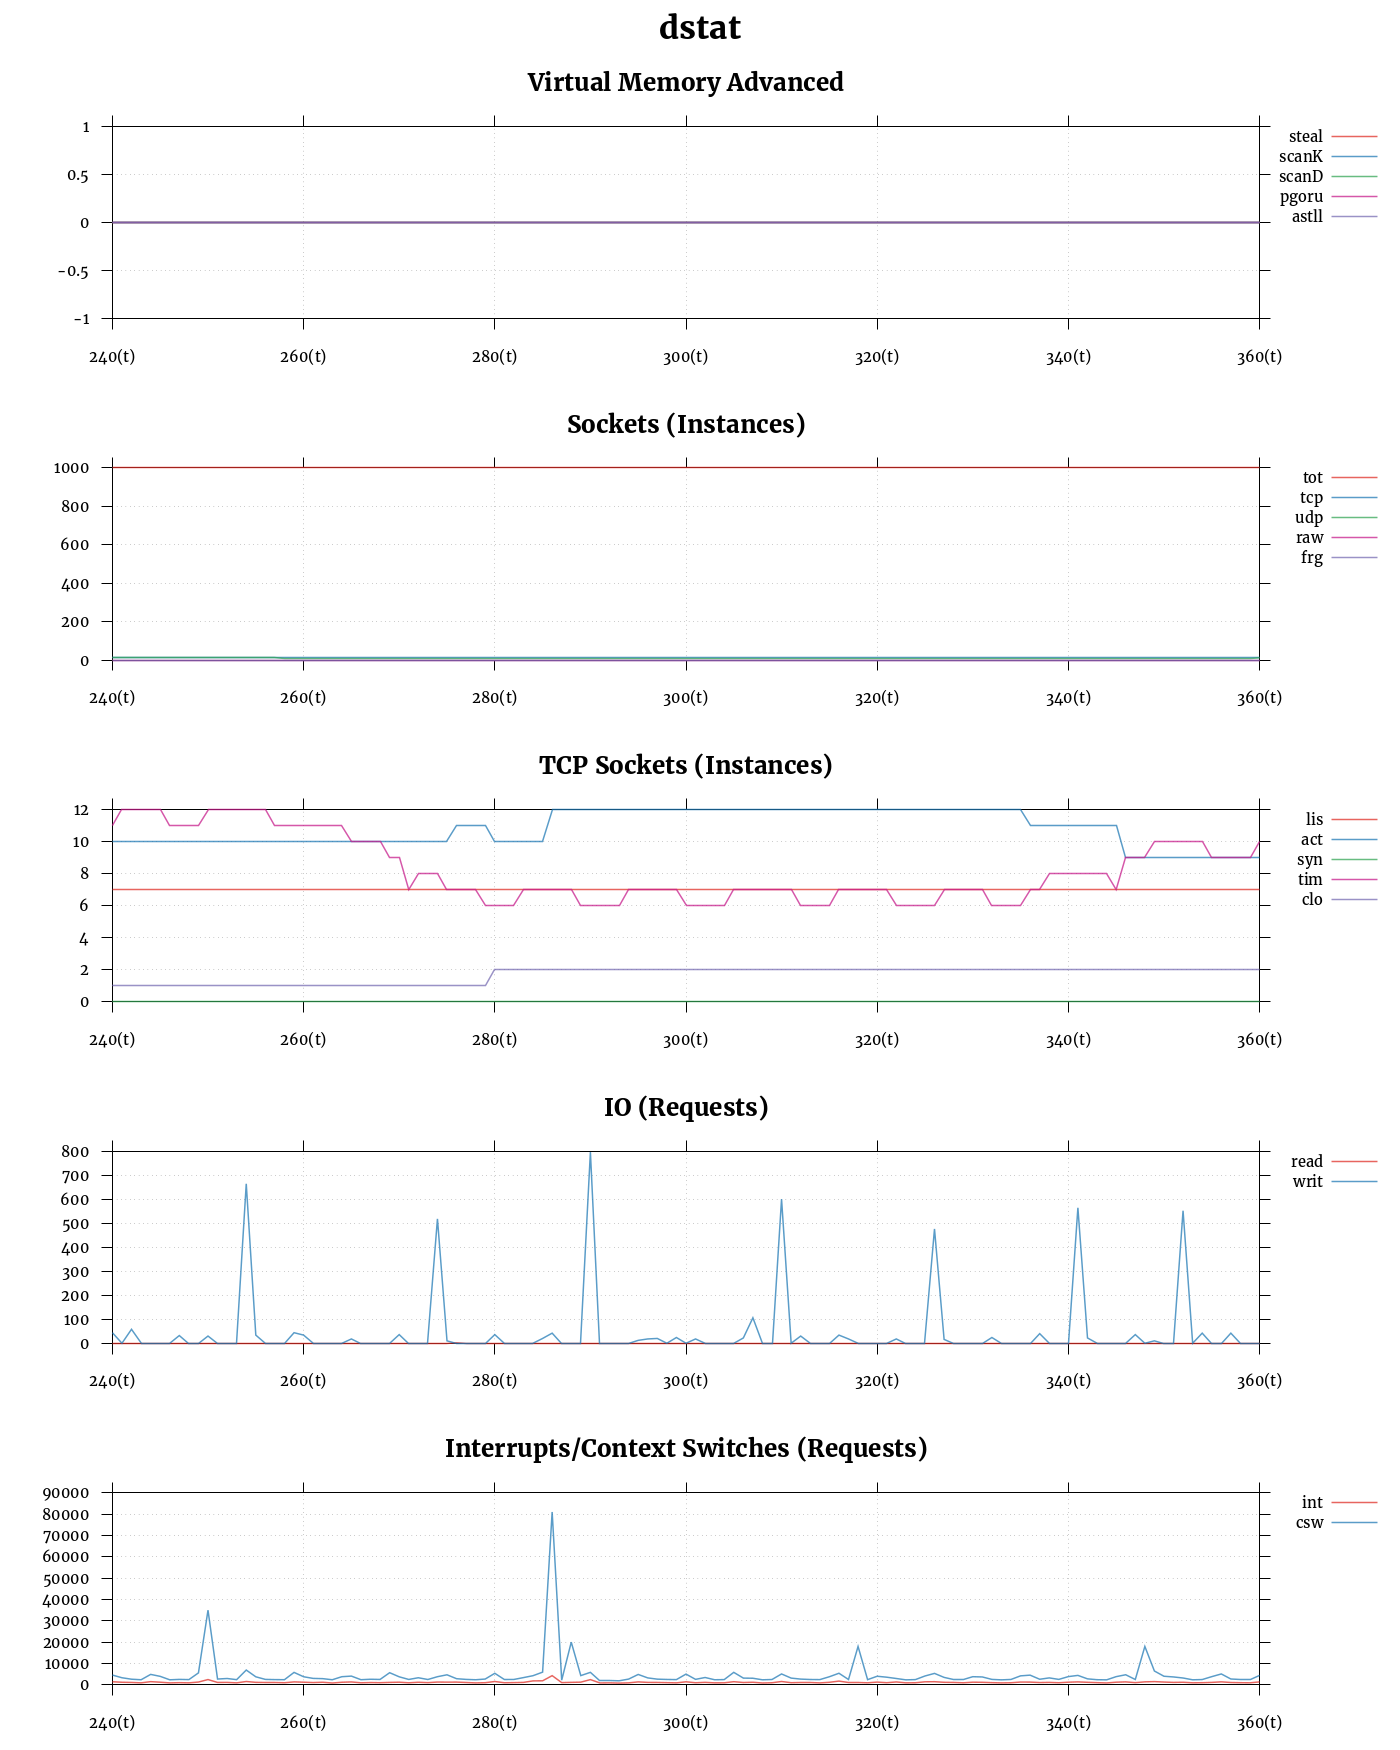 dstat
Virtual Memory Advanced
1
0.5
0
-0.5
-1
240(t) 260(t) 280(t) 300(t) 320(t) 340(t) 360(t)
steal
scanK
scanD
pgoru
astll
Sockets (Instances)
1000
800
600
400
200
0
240(t) 260(t) 280(t) 300(t) 320(t) 340(t) 360(t)
tot
tcp
udp
raw
frg
TCP Sockets (Instances)
12
10
8
6
4
2
0
240(t) 260(t) 280(t) 300(t) 320(t) 340(t) 360(t)
lis
act
syn
tim
clo
IO (Requests)
800
700
600
500
400
300
200
100
0
240(t) 260(t) 280(t) 300(t) 320(t) 340(t) 360(t)
read
writ
Interrupts/Context Switches (Requests)
90000
80000
70000
60000
50000
40000
30000
20000
10000
0
240(t) 260(t) 280(t) 300(t) 320(t) 340(t) 360(t)
int
csw